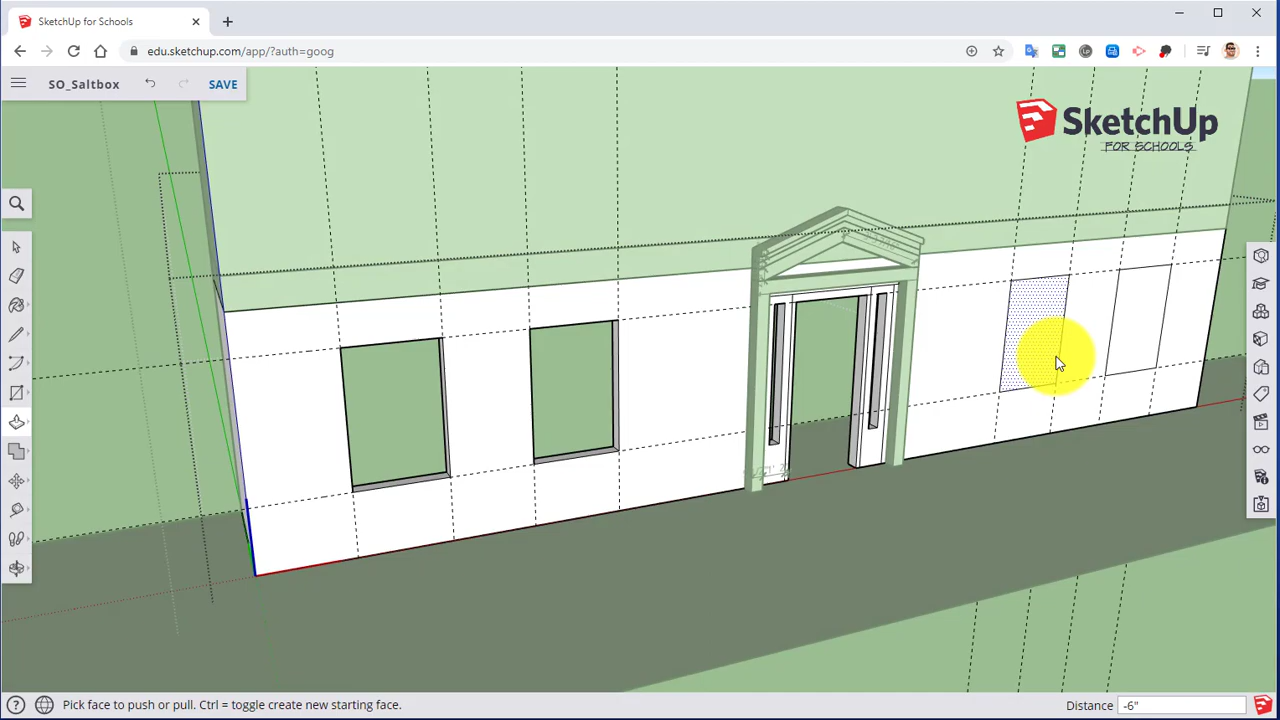 SketchUp for Schools
edu.sketchup.com/app/?auth=goog
SO_Saltbox
SAVE
SketchUp
FOR SCHOOLS
Pick face to push or pull. Ctrl = toggle create new starting face.
Distance
-6"